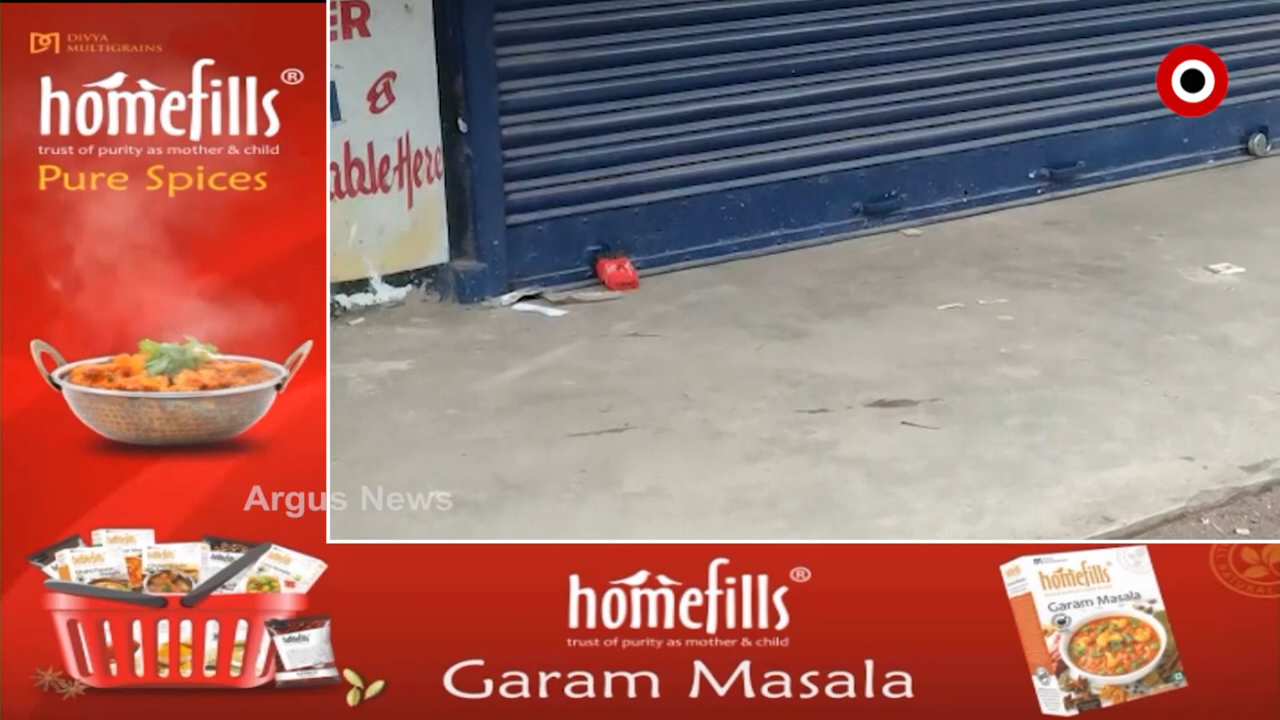 DIVYA
MULTIGRAINS
homefills®
trust of purity as mother & child
Pure Spices
ER
ଓ
able Here
Argus News
homefills®
trust of purity as mother & child
Garam Masala
homefills
Garam Masala